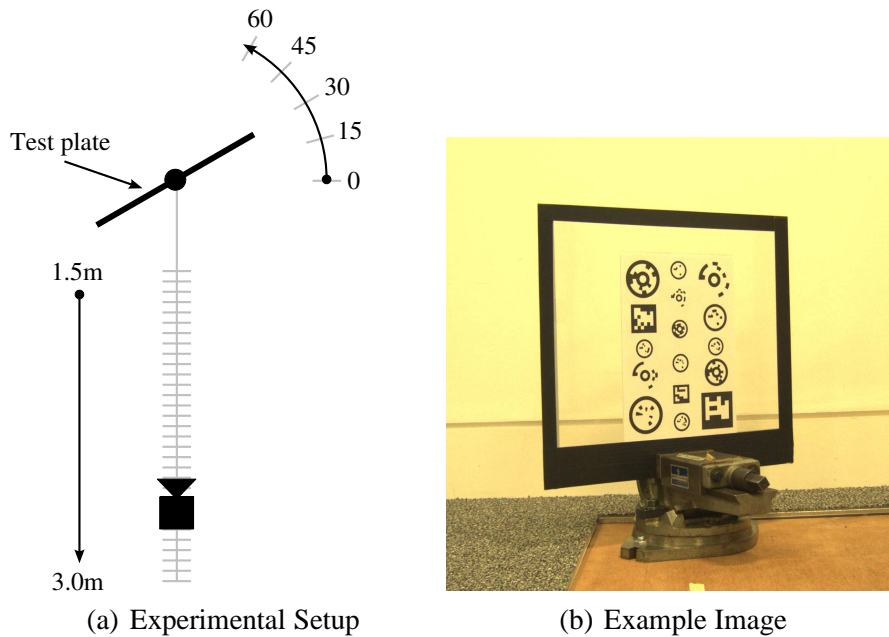 60
45
30
15
0
Test plate
1.5m
3.0m
(a) Experimental Setup
(b) Example Image